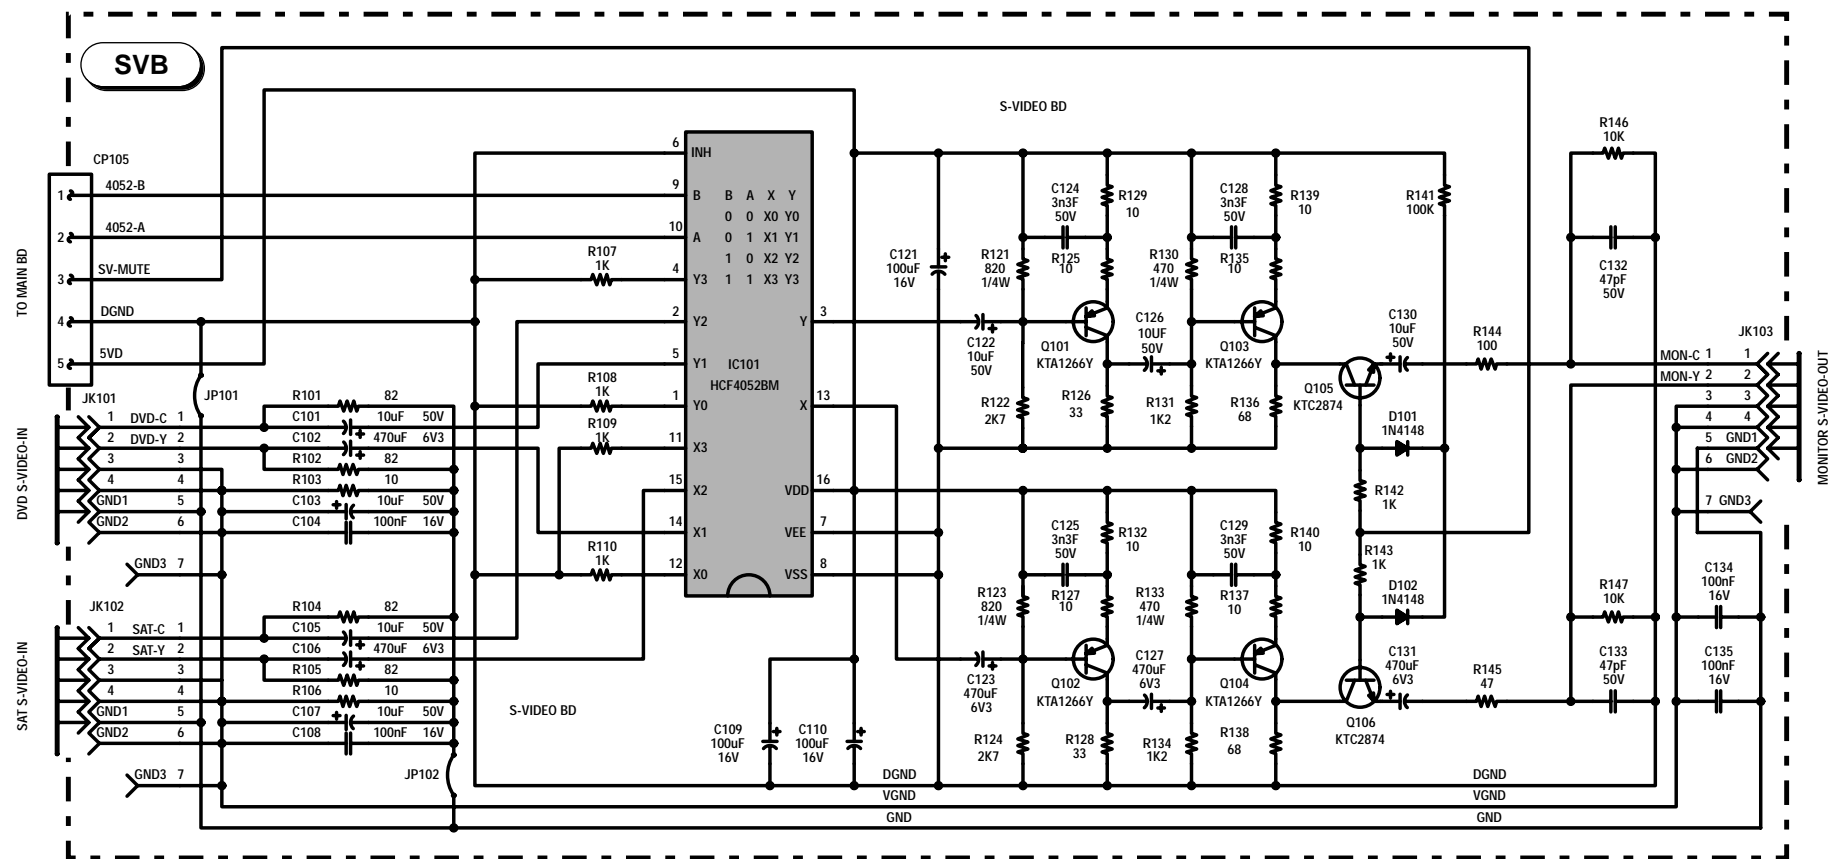 SVB
S-VIDEO BD
TO MAIN BD
CP105
1 4052-B
2 4052-A
3 SV-MUTE
4 DGND
5 5VD
JP101
DVD S-VIDEO-IN
JK101
1 DVD-C 1
2 DVD-Y 2
3 3
4 4
GND1 5
GND2 6
GND3 7
R101 82
C101 10uF 50V
C102 470uF 6V3
R102 82
R103 10
C103 10uF 50V
C104 100nF 16V
SAT S-VIDEO-IN
JK102
1 SAT-C 1
2 SAT-Y 2
3 3
4 4
GND1 5
GND2 6
GND3 7
R104 82
C105 10uF 50V
C106 470uF 6V3
R105 82
R106 10
C107 10uF 50V
C108 100nF 16V
JP102
S-VIDEO BD
R107
1K
R108
1K
R109
1K
R110
1K
6 INH
9 B
10 A
4 Y3
2 Y2
5 Y1
1 Y0
11 X3
15 X2
14 X1
12 X0
B A X Y
0 0 X0 Y0
0 1 X1 Y1
1 0 X2 Y2
1 1 X3 Y3
IC101
HCF4052BM
Y 3
X 13
VDD 16
VEE 7
VSS 8
C109
100uF
16V
C110
100uF
16V
C121
100uF
16V
C122
10uF
50V
R121
820
1/4W
R122
2K7
C124
3n3F
50V
R125
10
R129
10
Q101
KTA1266Y
R126
33
C126
10UF
50V
R130
470
1/4W
R131
1K2
C128
3n3F
50V
R135
10
R139
10
Q103
KTA1266Y
R136
68
C123
470uF
6V3
R123
820
1/4W
R124
2K7
C125
3n3F
50V
R127
10
R132
10
Q102
KTA1266Y
R128
33
C127
470uF
6V3
R133
470
1/4W
R134
1K2
C129
3n3F
50V
R137
10
R140
10
Q104
KTA1266Y
R138
68
R141
100K
Q105
KTC2874
C130
10uF
50V
R144
100
D101
1N4148
R142
1K
R143
1K
D102
1N4148
C131
470uF
6V3
Q106
KTC2874
R145
47
R146
10K
C132
47pF
50V
R147
10K
C133
47pF
50V
C134
100nF
16V
C135
100nF
16V
JK103
MON-C 1 1
MON-Y 2 2
3 3
4 4
5 GND1
6 GND2
7 GND3
MONITOR S-VIDEO-OUT
DGND DGND
VGND VGND
GND GND